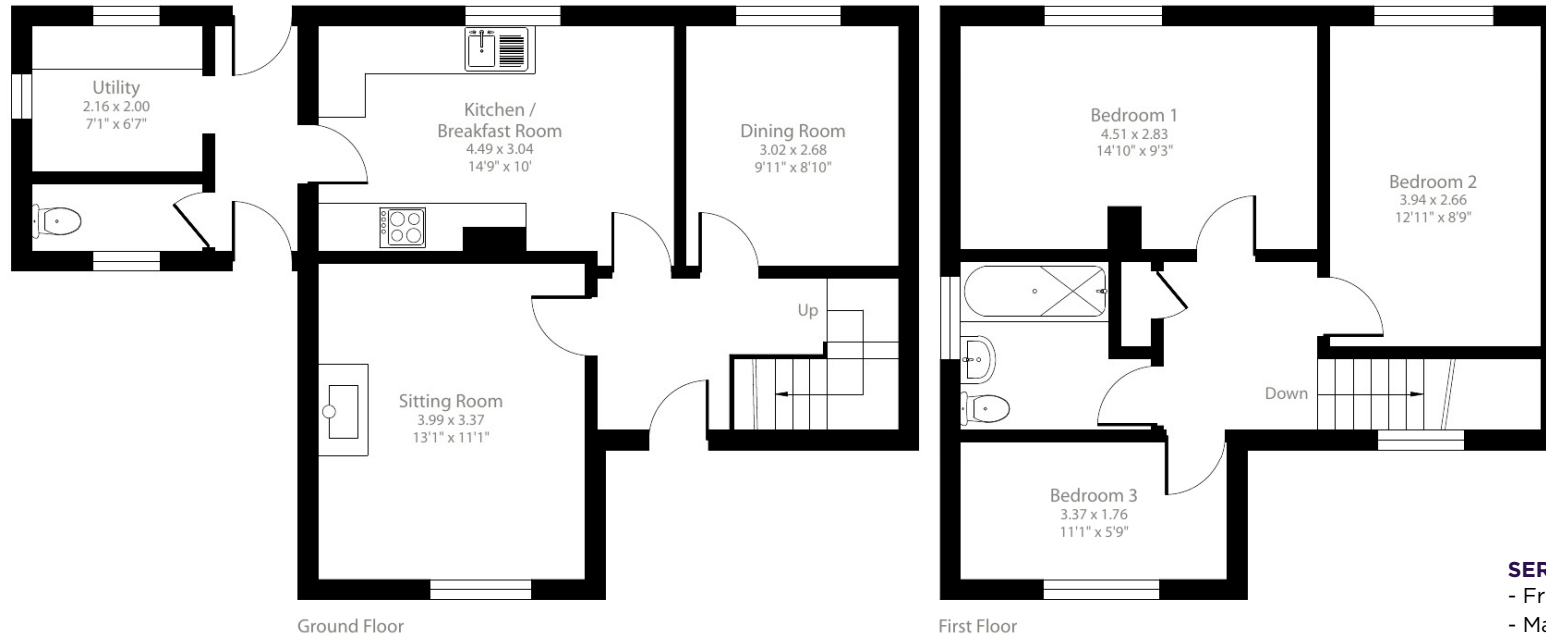 Utility
2.16 x 2.00
7'1" x 6'7"
Kitchen /
Breakfast Room
4.49 x 3.04
14'9" x 10'
Dining Room
3.02 x 2.68
9'11" x 8'10"
Up
Sitting Room
3.99 x 3.37
13'1" x 11'1"
Ground Floor
Bedroom 1
4.51 x 2.83
14'10" x 9'3"
Bedroom 2
3.94 x 2.66
12'11" x 8'9"
Down
Bedroom 3
3.37 x 1.76
11'1" x 5'9"
First Floor
SER
- Fr
- Ma